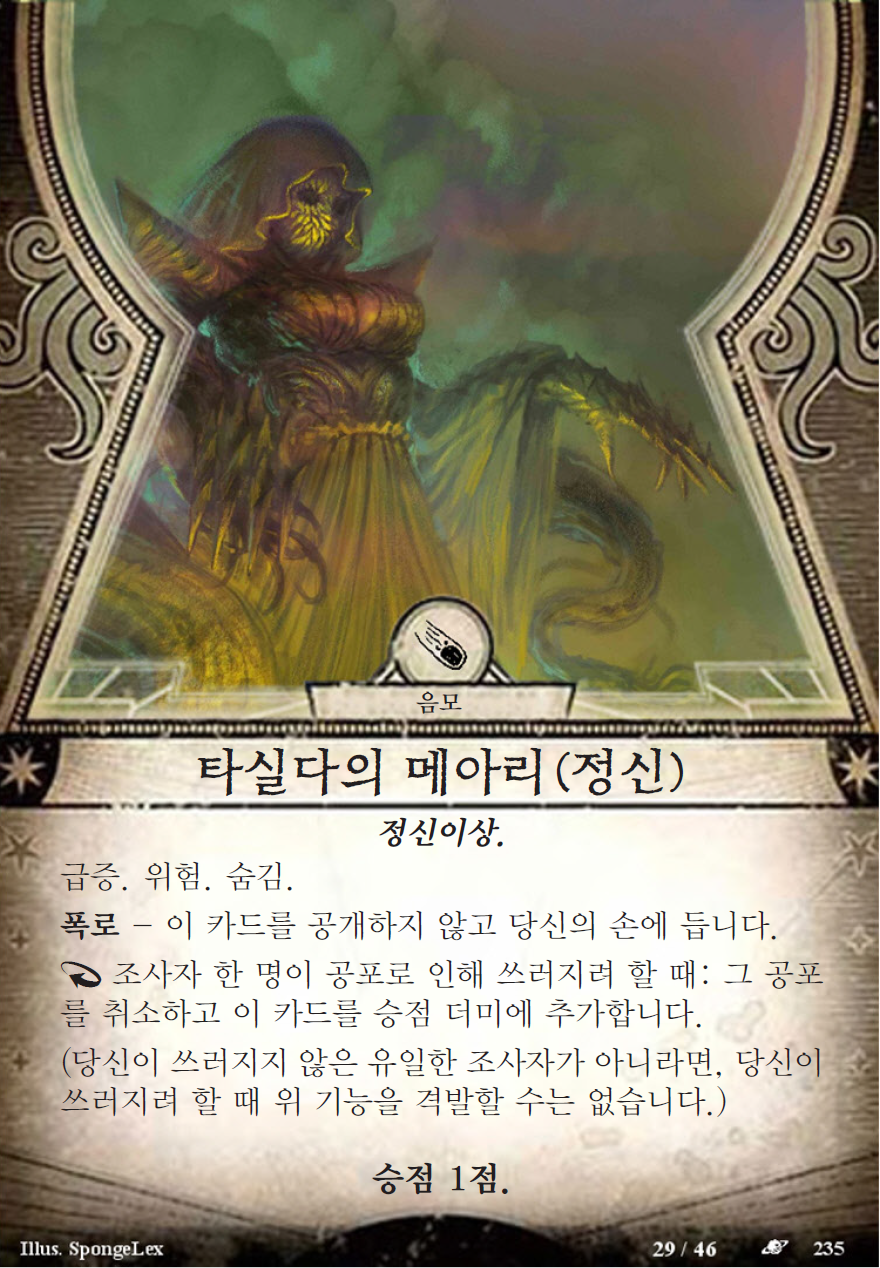 음모
타실다의 메아리(정신)
정신이상.
급증. 위험. 숨김.
폭로 – 이 카드를 공개하지 않고 당신의 손에 듭니다.
조사자 한 명이 공포로 인해 쓰러지려 할 때: 그 공포
를 취소하고 이 카드를 승점 더미에 추가합니다.
(당신이 쓰러지지 않은 유일한 조사자가 아니라면, 당신이
쓰러지려 할 때 위 기능을 격발할 수는 없습니다.)
승점 1점.
Illus. SpongeLex 29 / 46 235